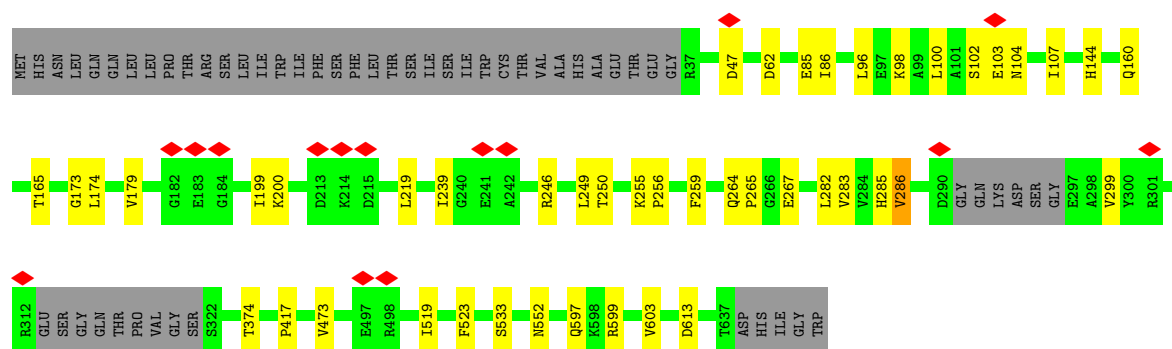 MET HIS ASN LEU GLN GLN LEU LEU PRO THR ARG SER LEU ILE TRP ILE PHE SER PHE LEU THR SER ILE SER ILE TRP CYS THR VAL ALA HIS ALA GLU THR GLU GLY R37 D47 D62 E85 I86 L96 E97 K98 A99 L100 A101 S102 E103 N104 I107 H144 Q160
T165 G173 L174 V179 G182 E183 G184 I199 K200 D213 K214 D215 L219 I239 G240 E241 A242 R246 L249 T250 K255 P256 F259 Q264 P265 G266 E267 L282 V283 V284 H285 V286 D290 GLY GLN LYS ASP SER GLY E297 A298 V299 Y300 R301
R312 GLU SER GLY GLN THR PRO VAL GLY SER S322 T374 P417 V473 E497 R498 I519 F523 S533 N552 Q597 K598 R599 V603 D613 T637 ASP HIS ILE GLY TRP